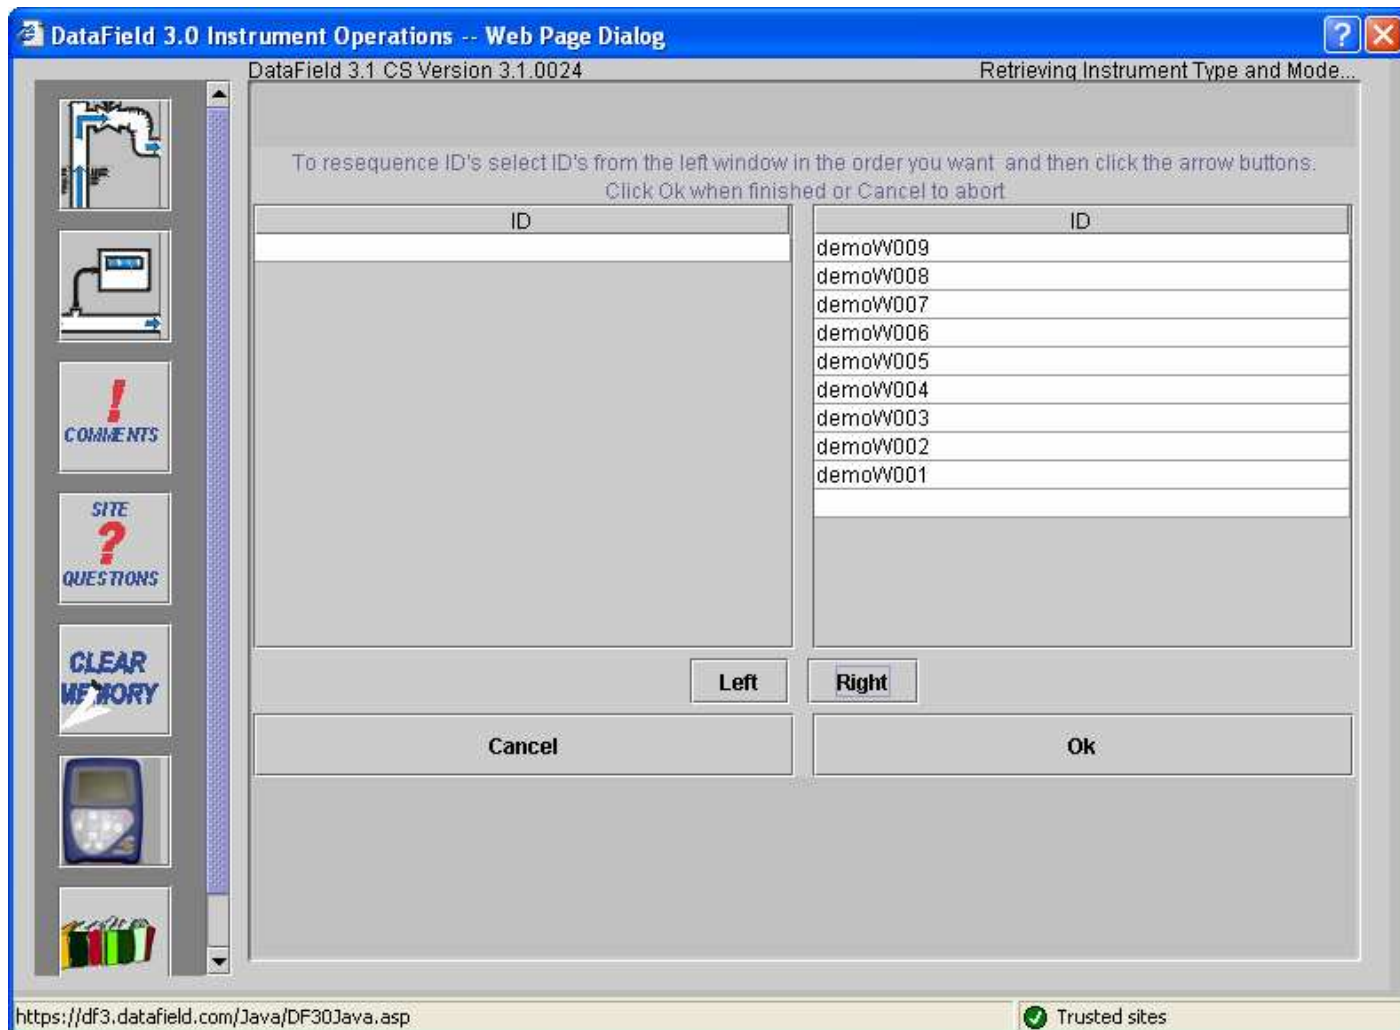 DataField 3.0 Instrument Operations -- Web Page Dialog
DataField 3.1 CS Version 3.1.0024
Retrieving Instrument Type and Mode...
To resequence ID's select ID's from the left window in the order you want and then click the arrow buttons.
Click Ok when finished or Cancel to abort
ID
ID
demoW009
demoW008
demoW007
demoW006
demoW005
demoW004
demoW003
demoW002
demoW001
Left
Right
Cancel
Ok
!
COMMENTS
SITE
?
QUESTIONS
CLEAR
MEMORY
https://df3.datafield.com/Java/DF30Java.asp
Trusted sites